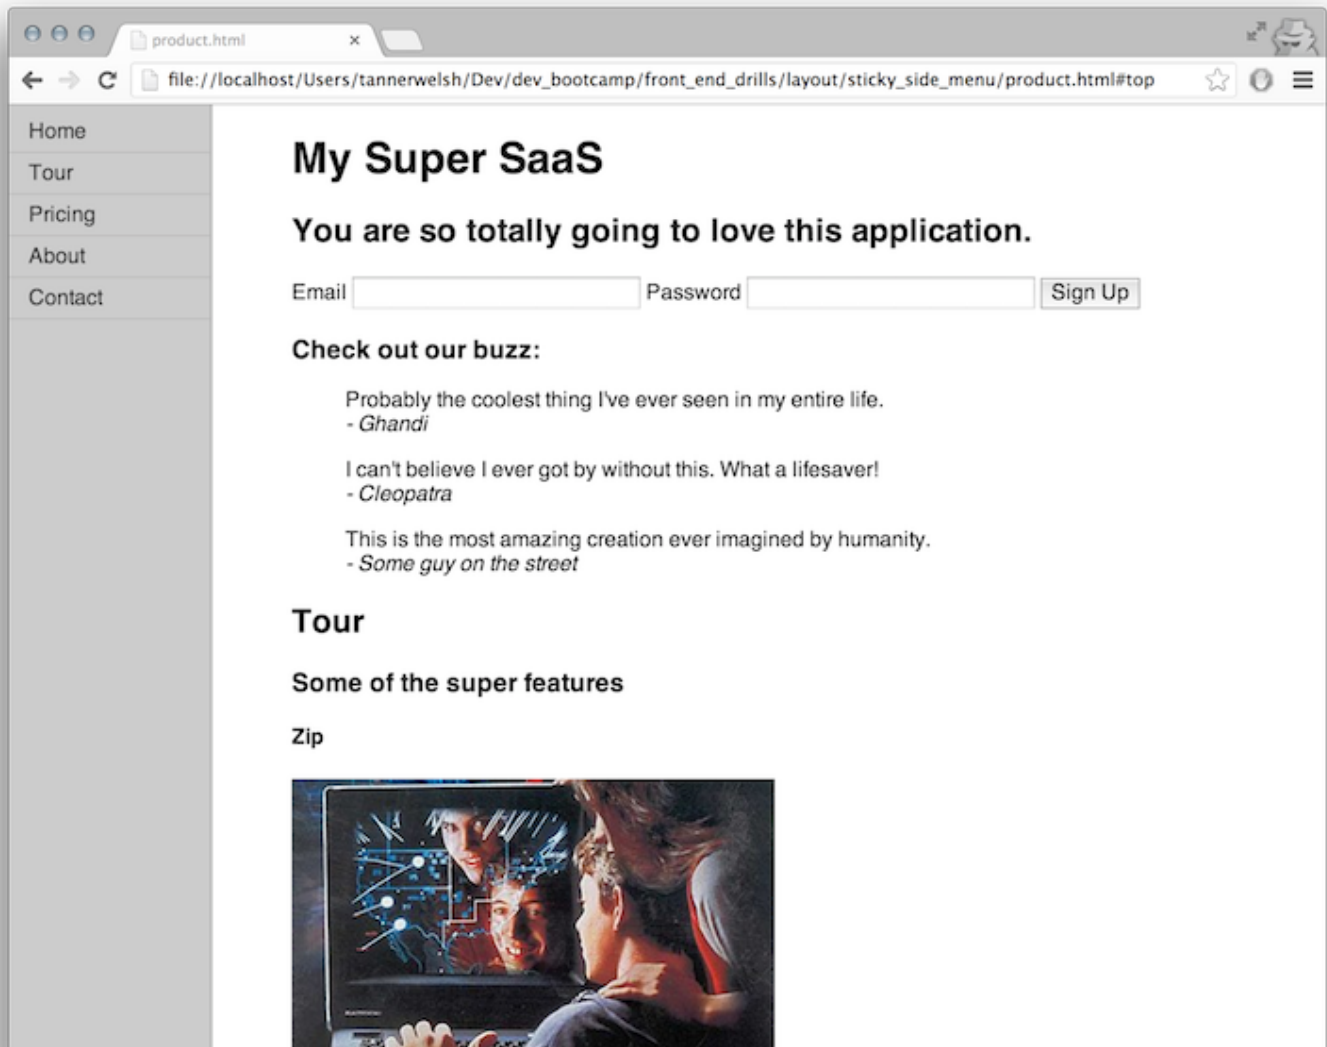 product.html
file://localhost/Users/tannerwelsh/Dev/dev_bootcamp/front_end_drills/layout/sticky_side_menu/product.html#top
Home
Tour
Pricing
About
Contact
My Super SaaS
You are so totally going to love this application.
Email Password Sign Up
Check out our buzz:
Probably the coolest thing I've ever seen in my entire life.
- Ghandi
I can't believe I ever got by without this. What a lifesaver!
- Cleopatra
This is the most amazing creation ever imagined by humanity.
- Some guy on the street
Tour
Some of the super features
Zip